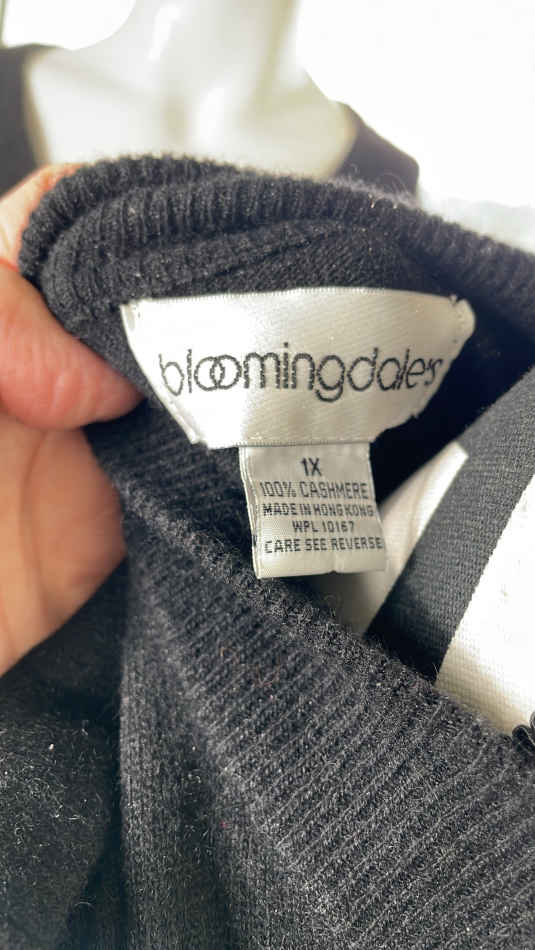 bloomingdale's
1X
100% CASHMERE
MADE IN HONG KONG
WPL 10167
CARE SEE REVERSE